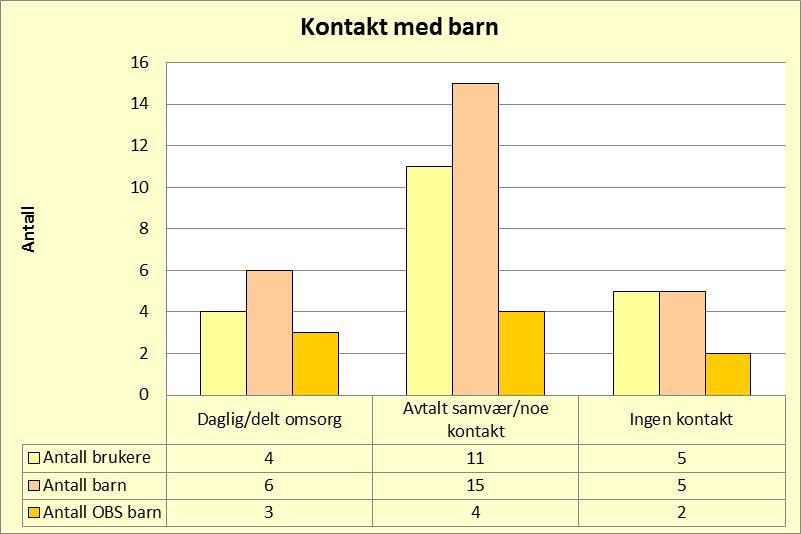 Kontakt med barn
Antall
16
14
12
10
8
6
4
2
0
Daglig/delt omsorg
Avtalt samvær/noe
kontakt
Ingen kontakt
Antall brukere 4 11 5
Antall barn 6 15 5
Antall OBS barn 3 4 2